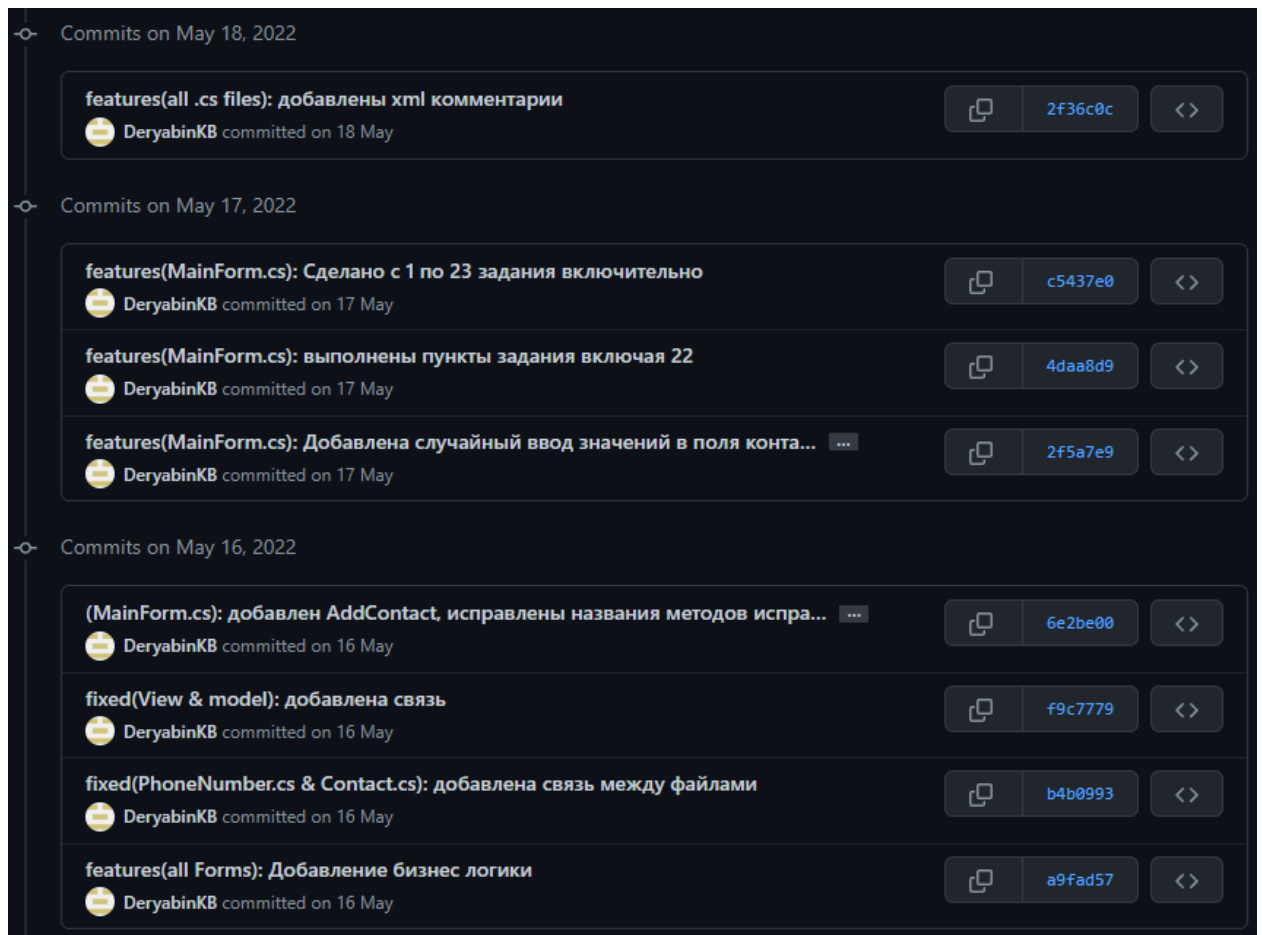 Commits on May 18, 2022
features(all .cs files): добавлены xml комментарии
2f36c0c
DeryabinKB committed on 18 May
Commits on May 17, 2022
features(MainForm.cs): Сделано с 1 по 23 задания включительно
c5437e0
DeryabinKB committed on 17 May
features(MainForm.cs): выполнены пункты задания включая 22
4daa8d9
DeryabinKB committed on 17 May
features(MainForm.cs): Добавлена случайный ввод значений в поля конта... ...
2f5a7e9
DeryabinKB committed on 17 May
Commits on May 16, 2022
(MainForm.cs): добавлен AddContact, исправлены названия методов испра... ...
6e2be00
DeryabinKB committed on 16 May
fixed(View & model): добавлена связь
f9c7779
DeryabinKB committed on 16 May
fixed(PhoneNumber.cs & Contact.cs): добавлена связь между файлами
b4b0993
DeryabinKB committed on 16 May
features(all Forms): Добавление бизнес логики
a9fad57
DeryabinKB committed on 16 May